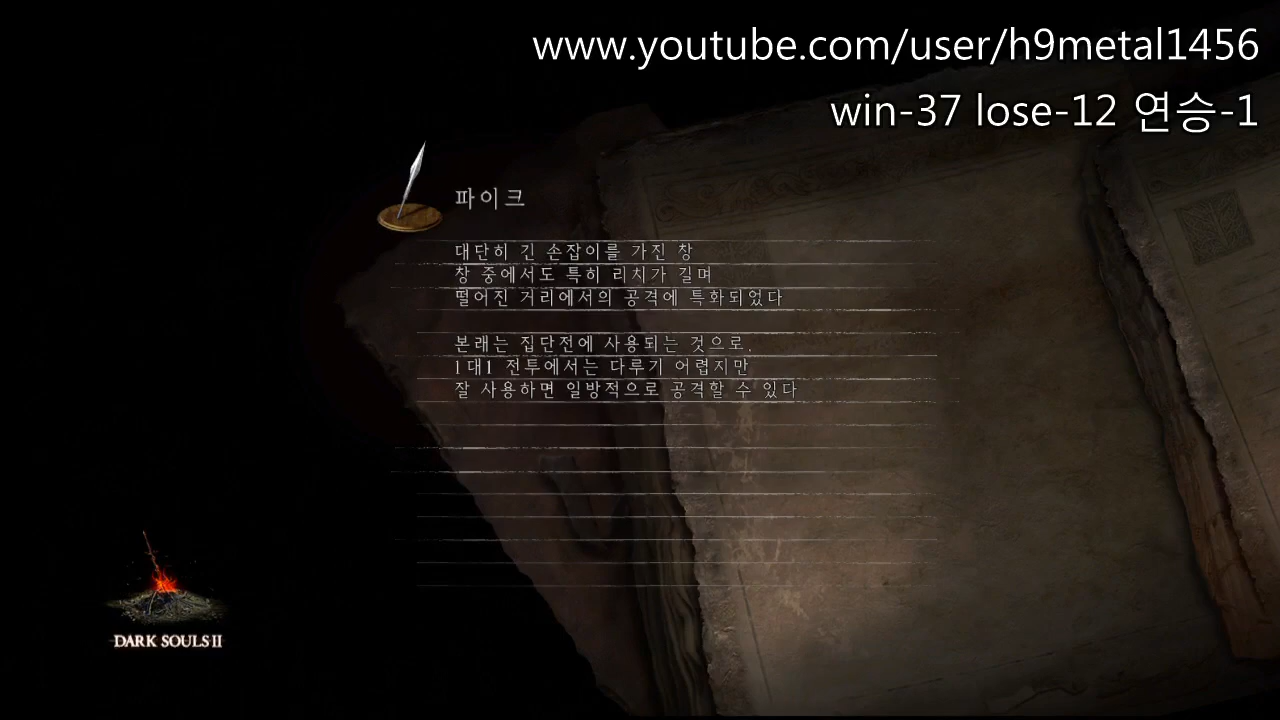 www.youtube.com/user/h9metal1456
win-37 lose-12 연승-1
파이크
대단히 긴 손잡이를 가진 창
창 중에서도 특히 리치가 길며
떨어진 거리에서의 공격에 특화되었다
본래는 집단전에 사용되는 것으로,
1대1 전투에서는 다루기 어렵지만
잘 사용하면 일방적으로 공격할 수 있다
DARK SOULS II